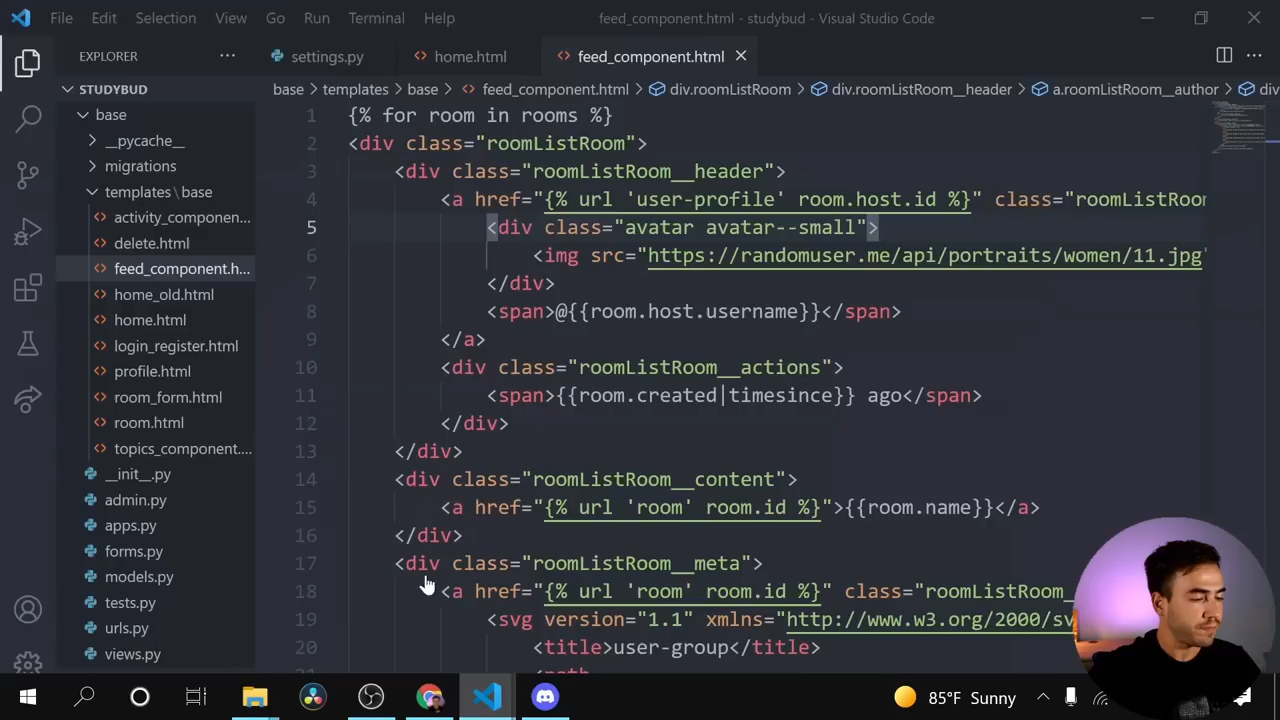 File Edit Selection View Go Run Terminal Help
feed_component.html - studybud - Visual Studio Code
EXPLORER
settings.py
home.html
feed_component.html
STUDYBUD
base > templates > base > feed_component.html > div.roomListRoom > div.roomListRoom__header > a.roomListRoom__author > div
base
__pycache__
migrations
templates\base
activity_componen...
delete.html
feed_component.h...
home_old.html
home.html
login_register.html
profile.html
room_form.html
room.html
topics_component....
__init__.py
admin.py
apps.py
forms.py
models.py
tests.py
urls.py
views.py
1 {% for room in rooms %}
2 <div class="roomListRoom">
3 <div class="roomListRoom__header">
4 <a href="{% url 'user-profile' room.host.id %}" class="roomListRoo
5 <div class="avatar avatar--small">
6 <img src="https://randomuser.me/api/portraits/women/11.jpg"
7 </div>
8 <span>@{{room.host.username}}</span>
9 </a>
10 <div class="roomListRoom__actions">
11 <span>{{room.created|timesince}} ago</span>
12 </div>
13 </div>
14 <div class="roomListRoom__content">
15 <a href="{% url 'room' room.id %}">{{room.name}}</a>
16 </div>
17 <div class="roomListRoom__meta">
18 <a href="{% url 'room' room.id %}" class="roomListRoom_
19 <svg version="1.1" xmlns="http://www.w3.org/2000/sv
20 <title>user-group</title>
<path
85°F Sunny